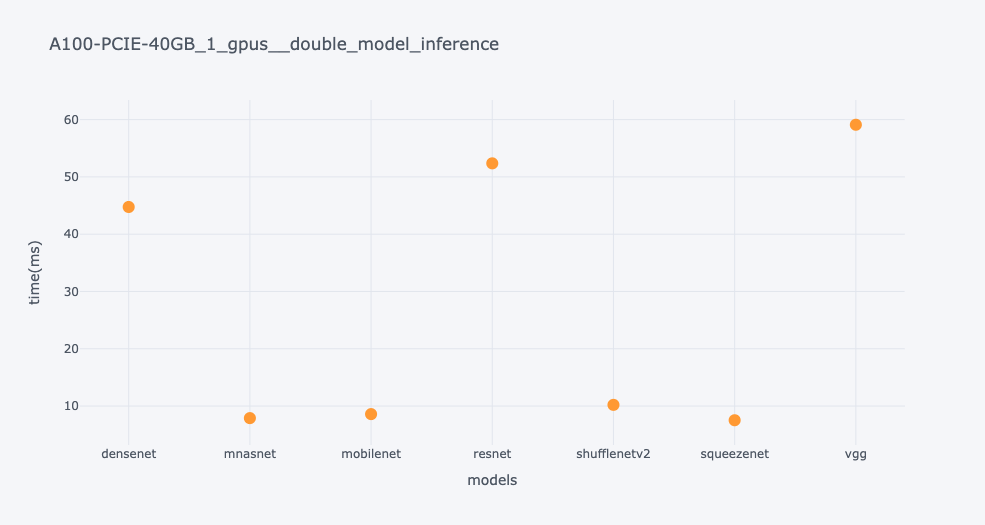 A100-PCIE-40GB_1_gpus__double_model_inference
60
50
40
30
20
10
time(ms)
densenet mnasnet mobilenet resnet shufflenetv2 squeezenet vgg
models